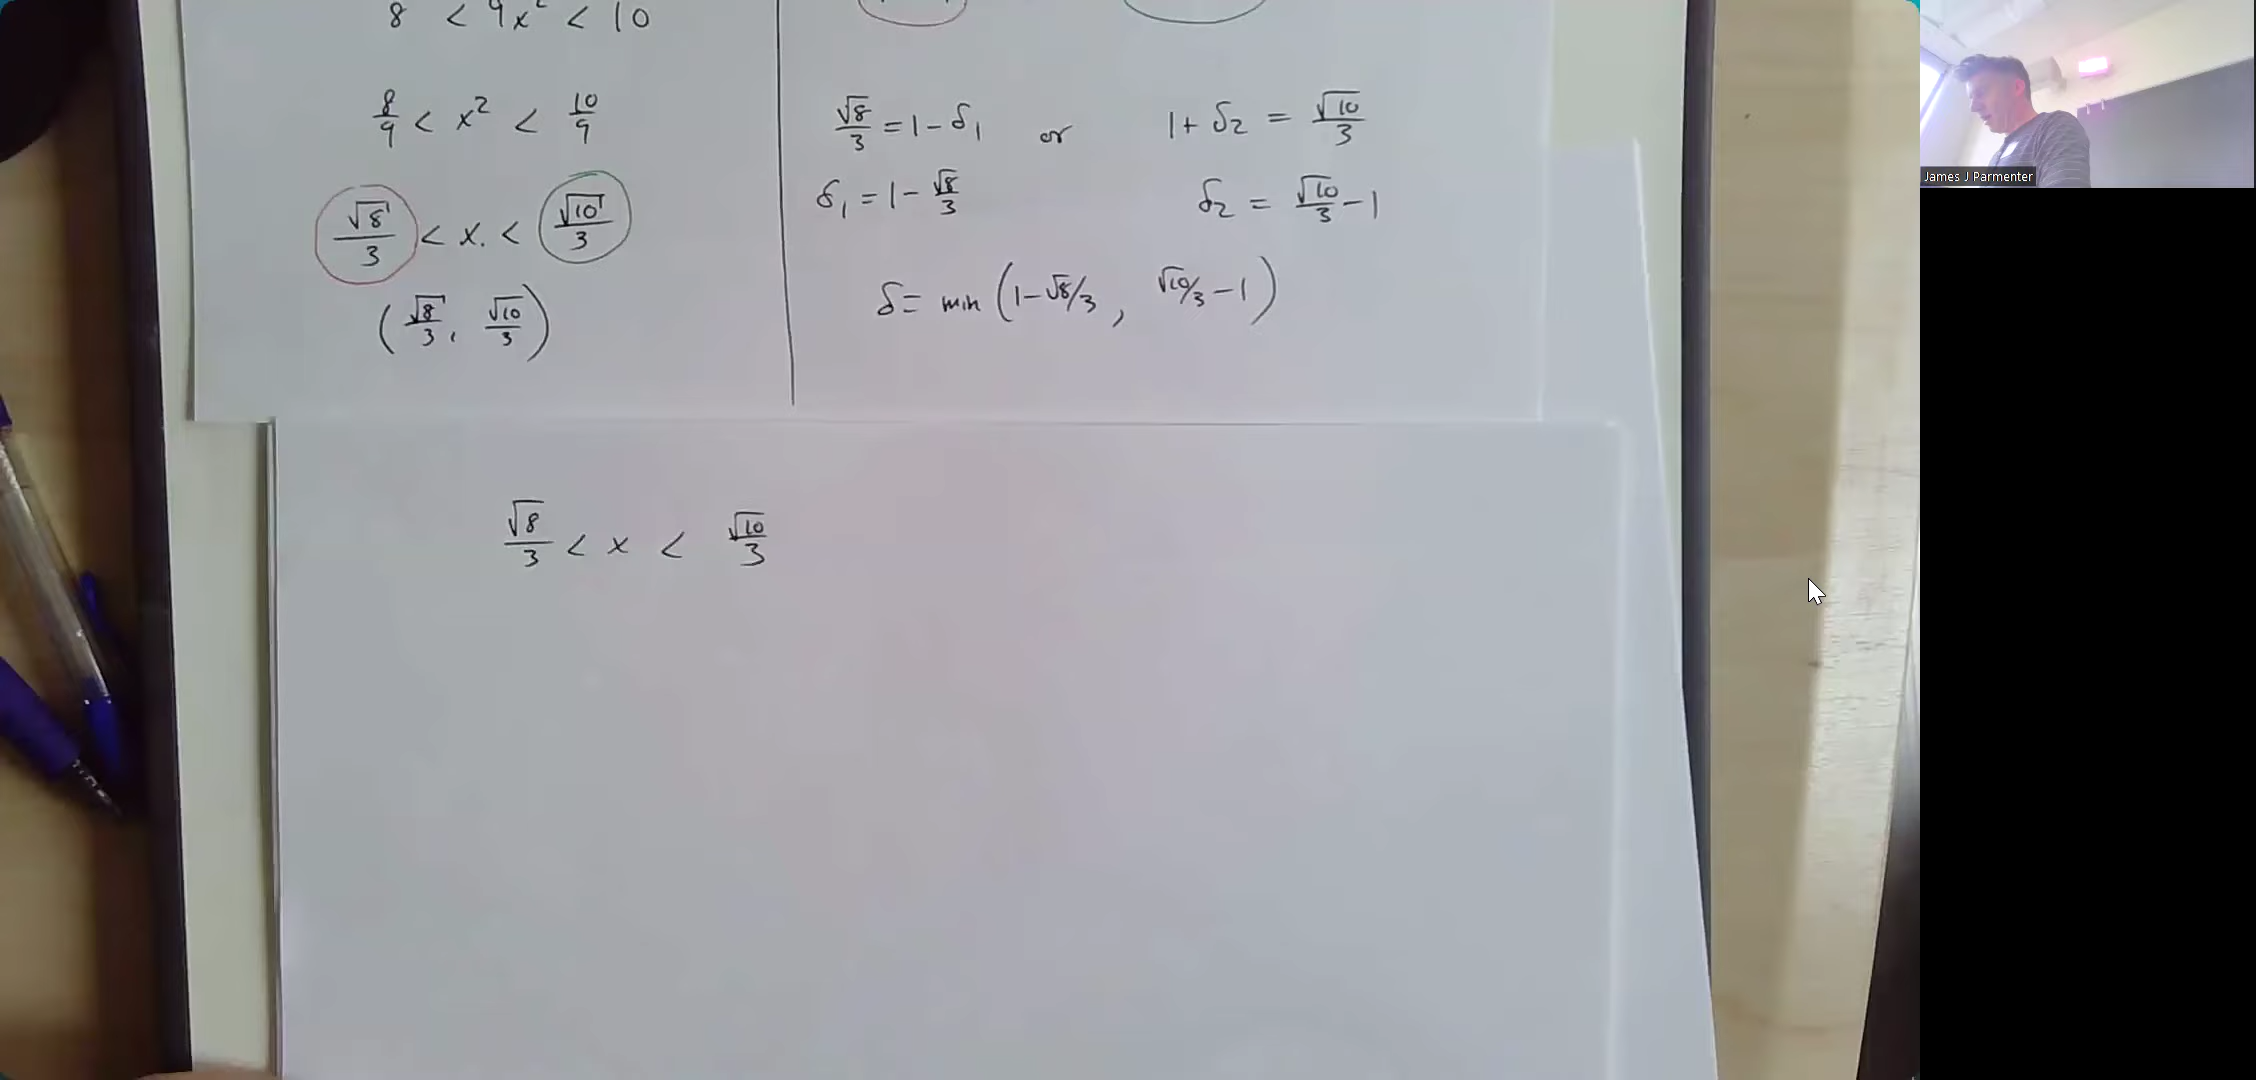 8 < 9x² < 10
8/9 < x² < 10/9
√8/3 < x. < √10/3
(√8/3, √10/3)
√8/3 = 1 - δ₁ or 1 + δ₂ = √10/3
δ₁ = 1 - √8/3 δ₂ = √10/3 - 1
δ = min (1 - √8/3, √10/3 - 1)
√8/3 < x < √10/3
James J Parmenter